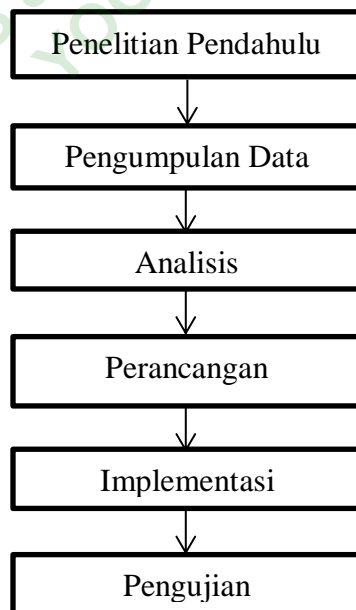 Penelitian Pendahulu
Pengumpulan Data
Analisis
Perancangan
Implementasi
Pengujian